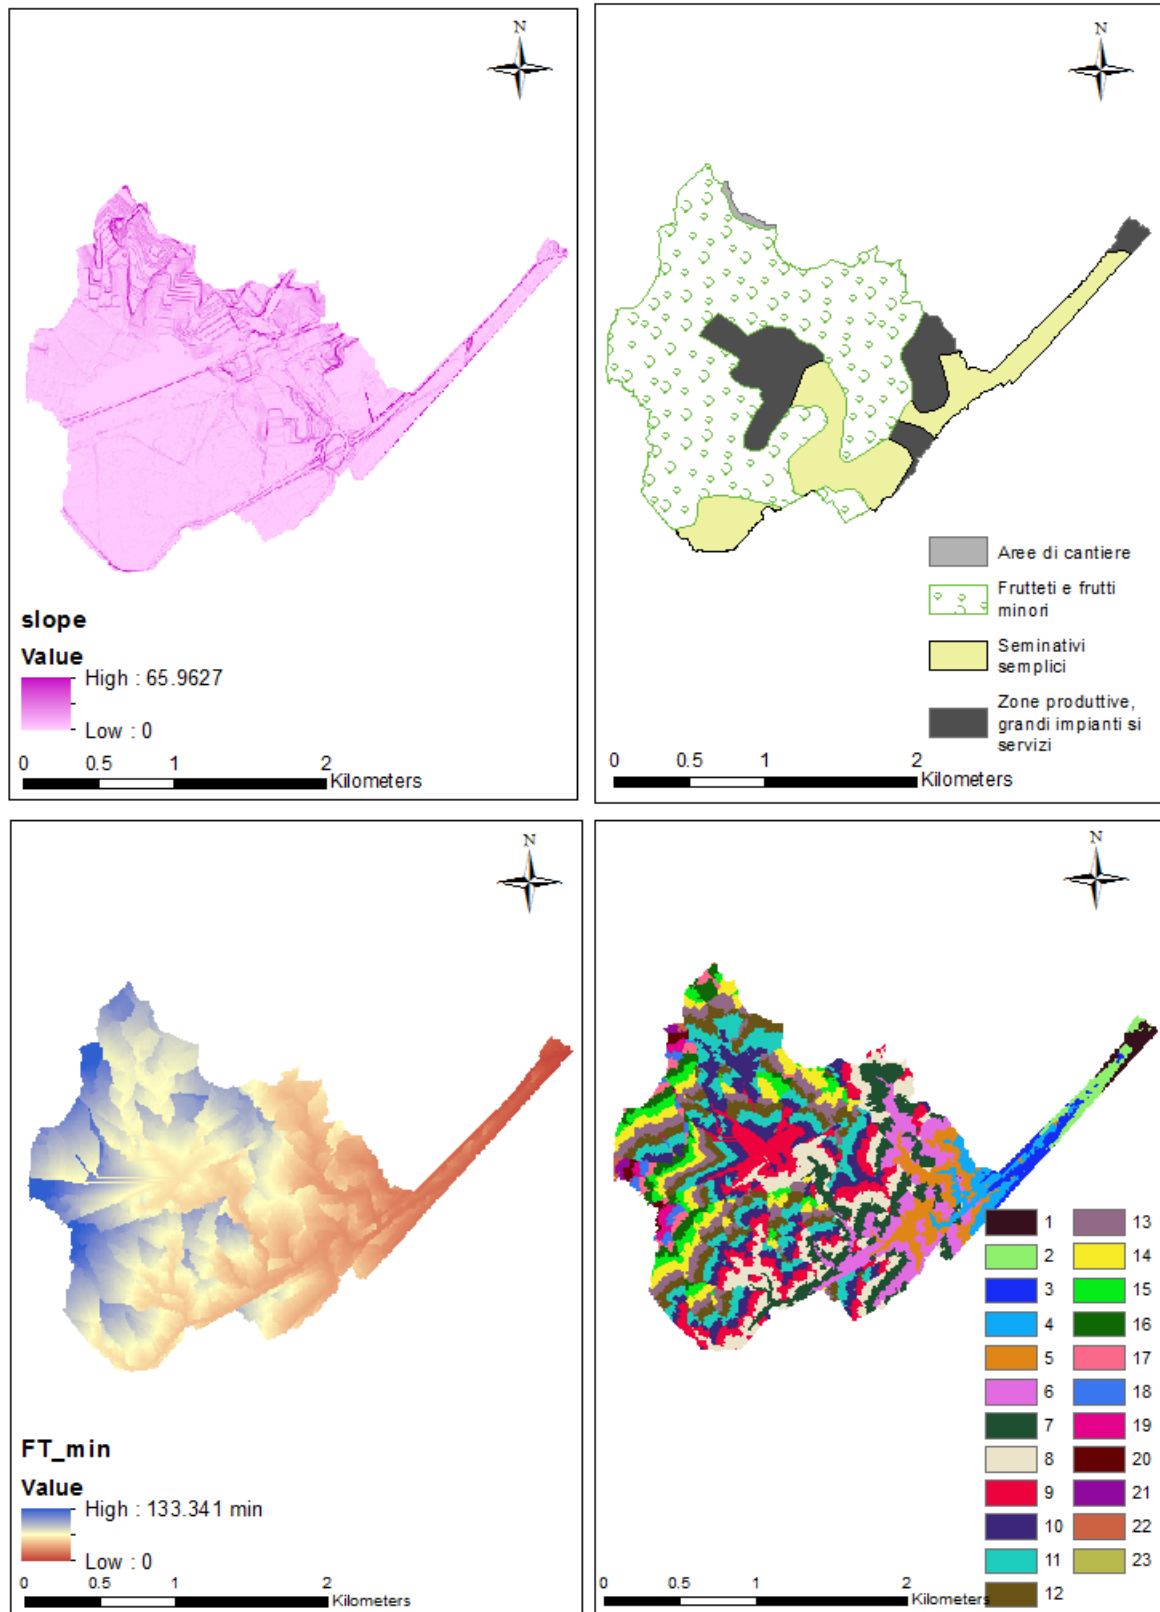 N
slope
Value
High : 65.9627
Low : 0
0 0.5 1 2
Kilometers
N
Aree di cantiere
Frutteti e frutti
minori
Seminativi
semplici
Zone produttive,
grandi impianti si
servizi
0 0.5 1 2
Kilometers
N
FT_min
Value
High : 133.341 min
Low : 0
0 0.5 1 2
Kilometers
N
1 13
2 14
3 15
4 16
5 17
6 18
7 19
8 20
9 21
10 22
11 23
12
0 0.5 1 2
Kilometers